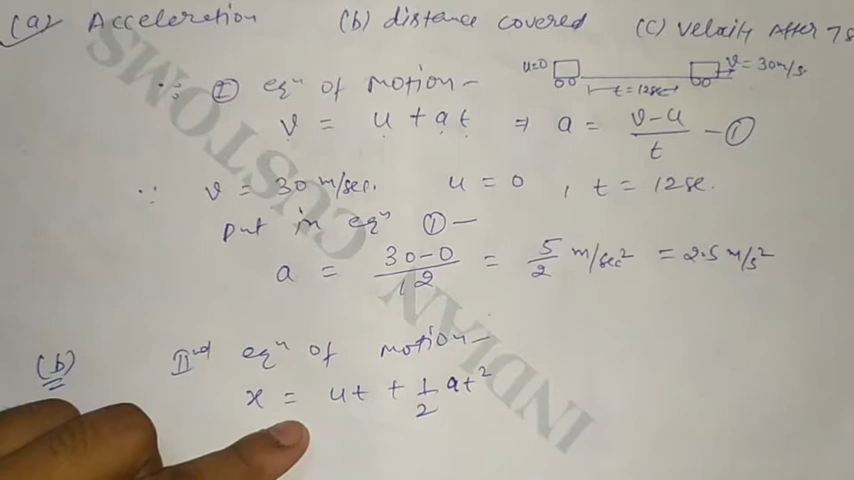 (a) Acceleration (b) distance covered (c) velocity After 7s
u=0 v = 30m/s.
t = 12sec
∵ I eqⁿ of motion –
v = u + at ⇒ a = v-u/t – ①
∵ v = 30 m/sec. u = 0 , t = 12se.
Put in eqⁿ ① –
a = 30-0/12 = 5/2 m/sec² = 2.5 m/s²
(b) IInd eqⁿ of motion –
x = ut + 1/2 at²
INDIAN CUSTOMS